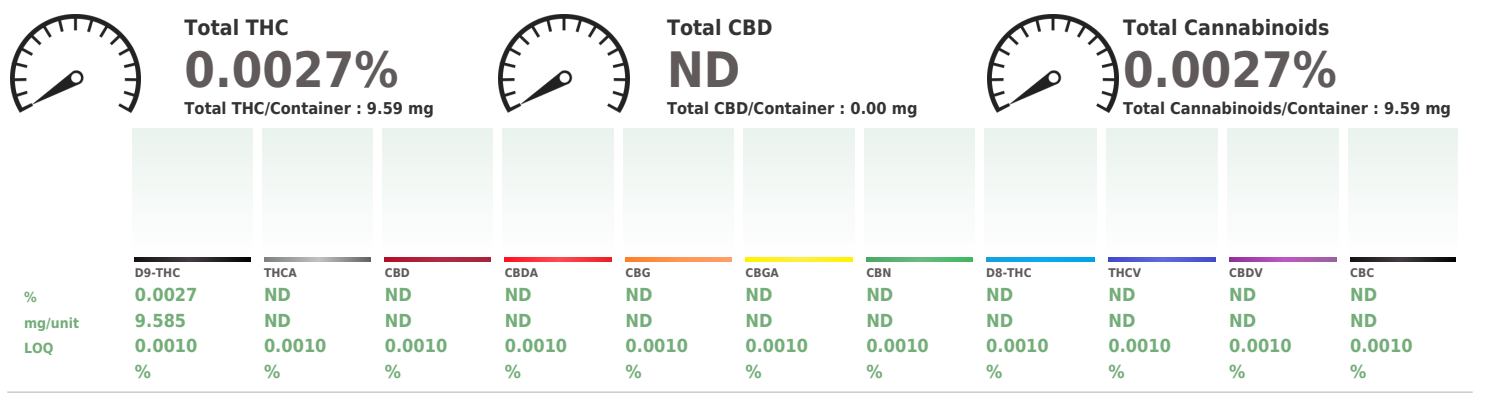 Total THC
0.0027%
Total THC/Container : 9.59 mg
Total CBD
ND
Total CBD/Container : 0.00 mg
Total Cannabinoids
0.0027%
Total Cannabinoids/Container : 9.59 mg
D9-THC THCA CBD CBDA CBG CBGA CBN D8-THC THCV CBDV CBC
% 0.0027 ND ND ND ND ND ND ND ND ND ND
mg/unit 9.585 ND ND ND ND ND ND ND ND ND ND
LOQ 0.0010 0.0010 0.0010 0.0010 0.0010 0.0010 0.0010 0.0010 0.0010 0.0010 0.0010
% % % % % % % % % % %